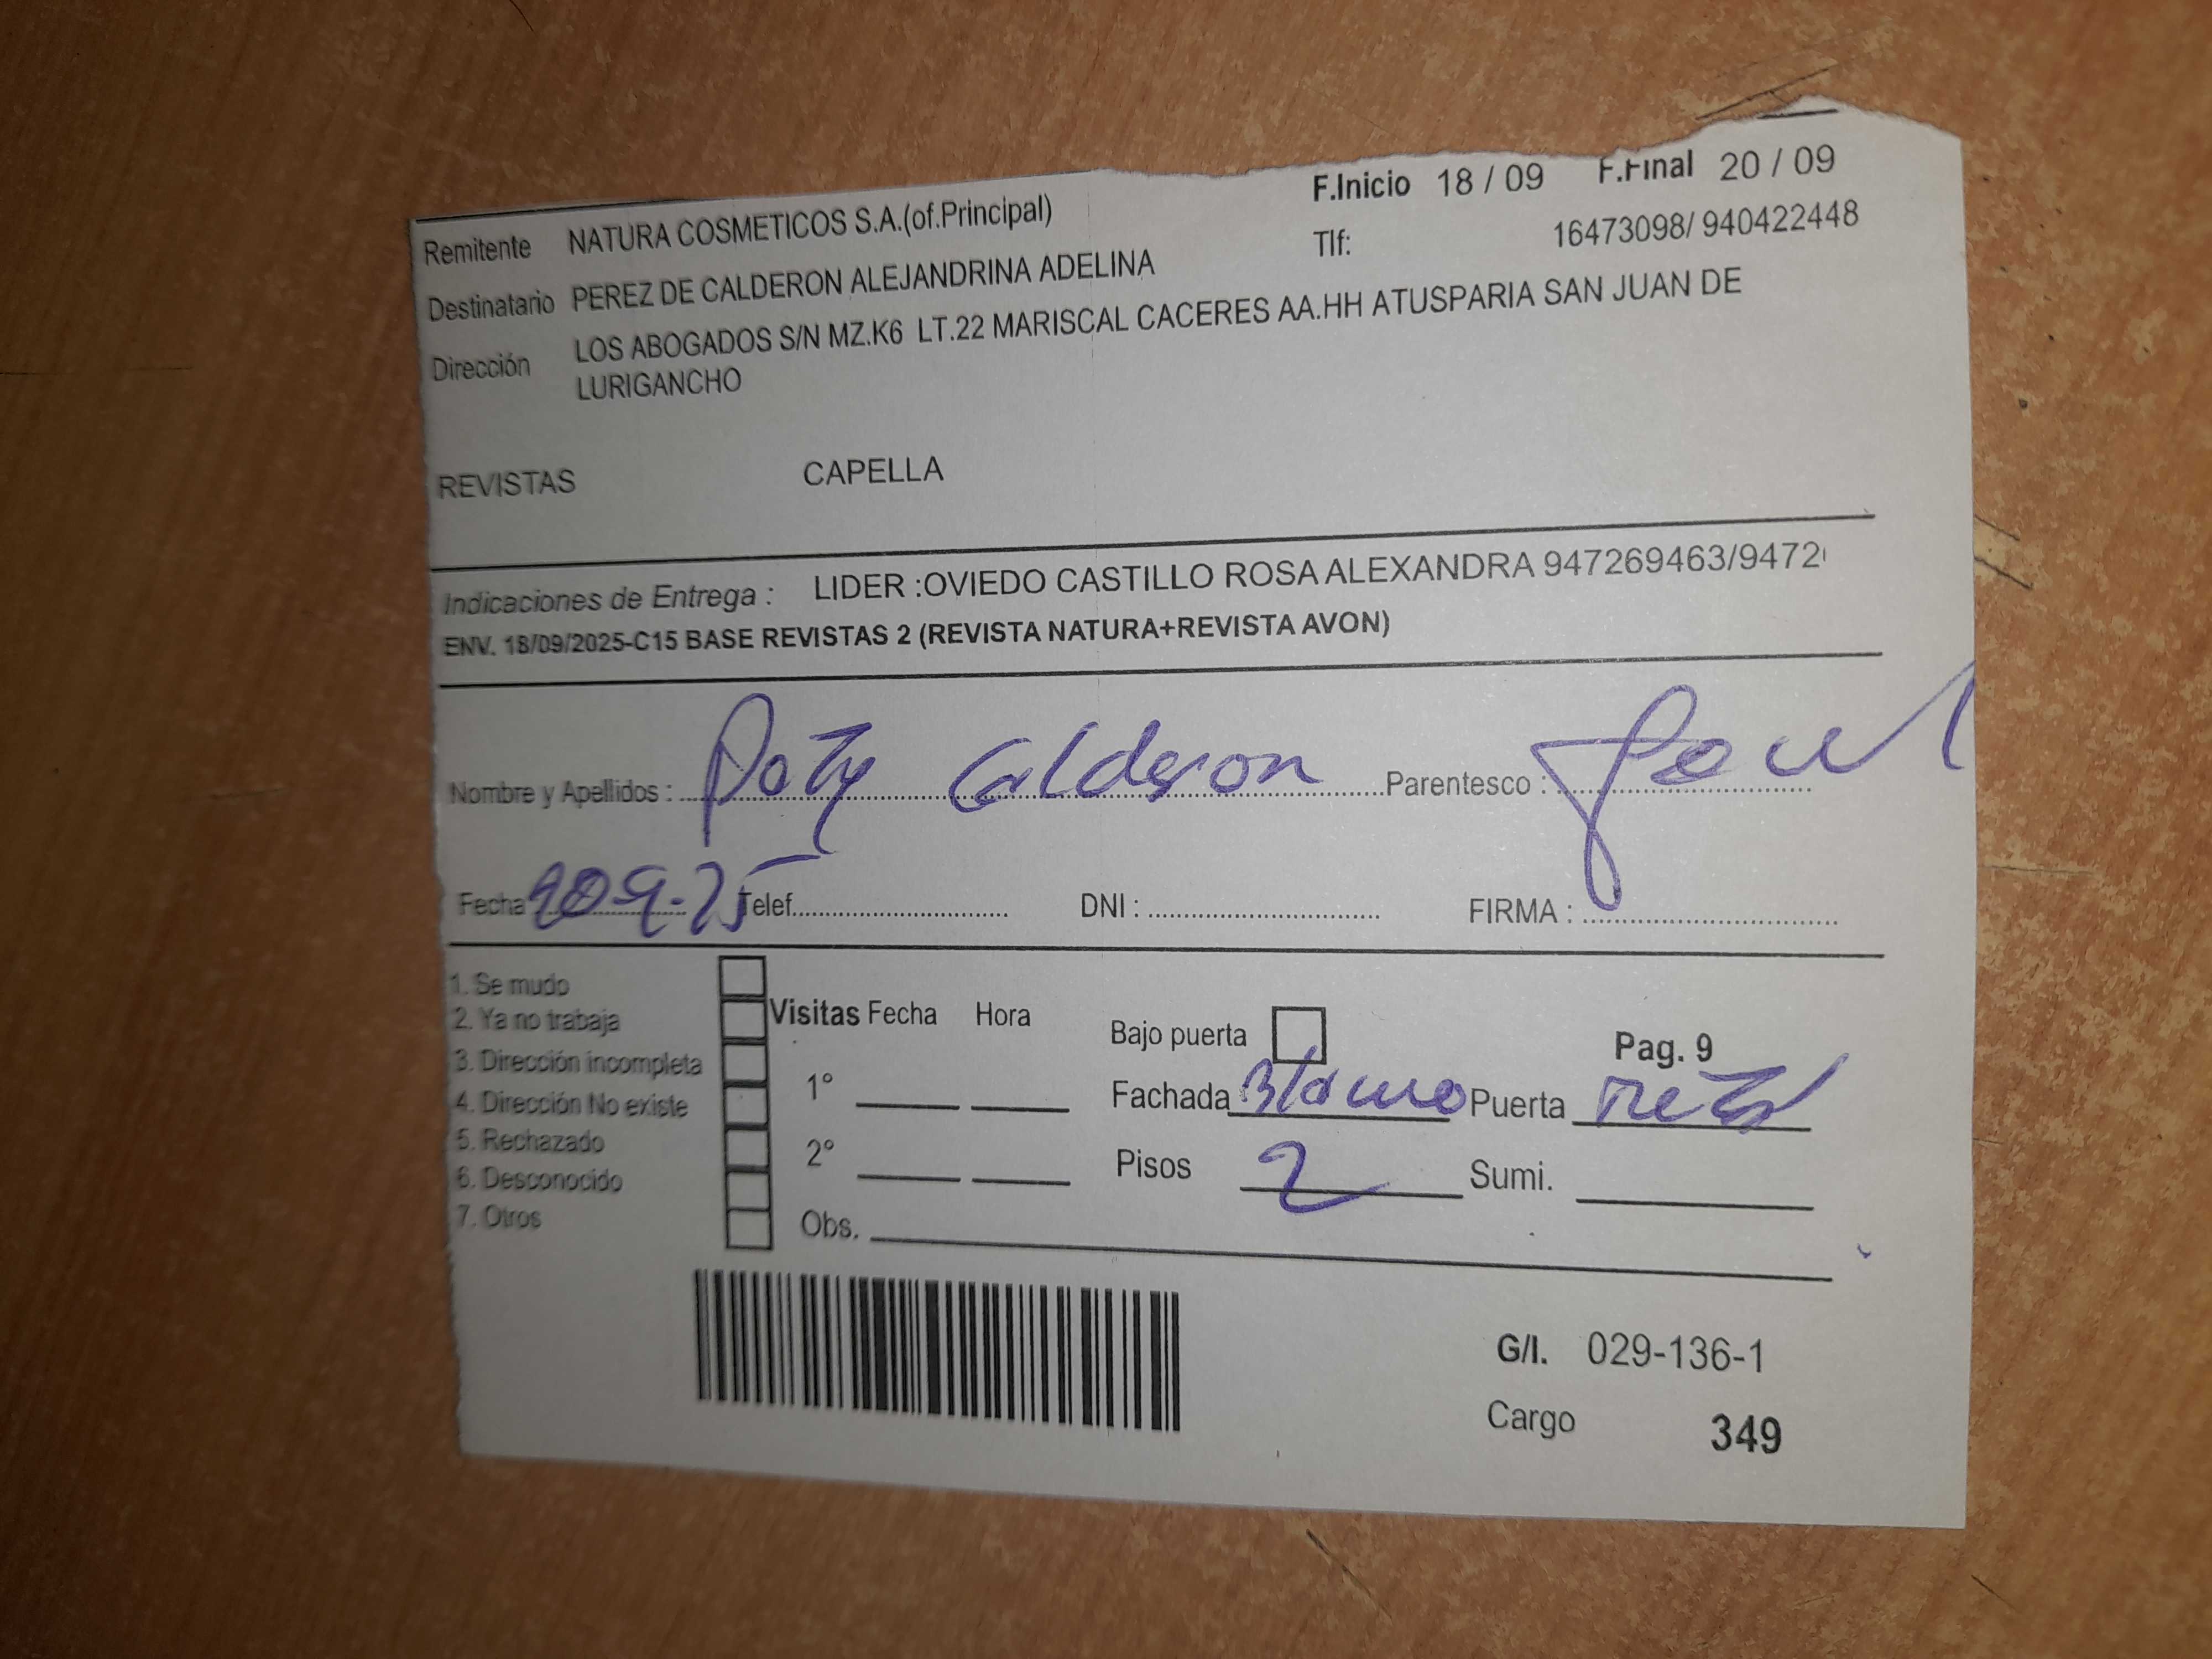 F.Inicio 18 / 09 F.Final 20 / 09
Remitente NATURA COSMETICOS S.A.(of.Principal)
Tlf: 16473098/ 940422448
Destinatario PEREZ DE CALDERON ALEJANDRINA ADELINA
Dirección LOS ABOGADOS S/N MZ.K6 LT.22 MARISCAL CACERES AA.HH ATUSPARIA SAN JUAN DE
LURIGANCHO
REVISTAS CAPELLA
Indicaciones de Entrega : LIDER :OVIEDO CASTILLO ROSA ALEXANDRA 947269463/9472
ENV. 18/09/2025-C15 BASE REVISTAS 2 (REVISTA NATURA+REVISTA AVON)
Nombre y Apellidos : Paty Calderon Parentesco :
Fecha Telef. DNI : FIRMA :
1. Se mudo
2. Ya no trabaja
3. Dirección incompleta
4. Dirección No existe
5. Rechazado
6. Desconocido
7. Otros
Visitas Fecha Hora
1°
2°
Obs.
Bajo puerta Pag. 9
Fachada Blanco Puerta Metal
Pisos 2 Sumi.
G/I. 029-136-1
Cargo 349